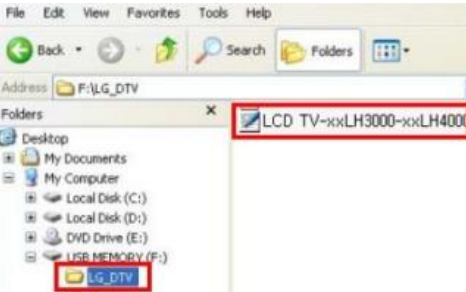 File Edit View Favorites Tools Help
Back Search Folders
Address F:\LG_DTV
Folders x
LCD TV-xxLH3000-xxLH4000
Desktop
My Documents
My Computer
Local Disk (C:)
Local Disk (D:)
DVD Drive (E:)
USB MEMORY (F:)
LG_DTV